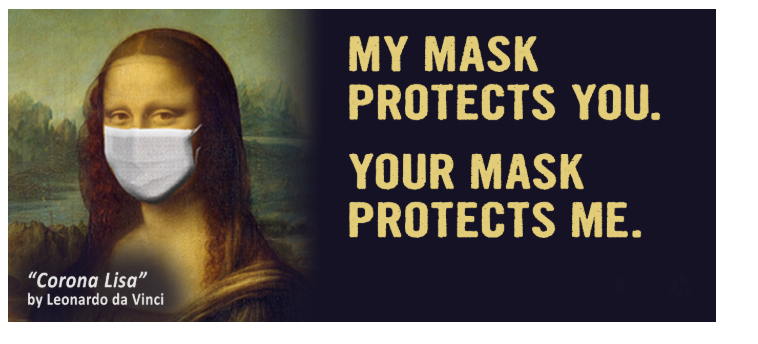 MY MASK
PROTECTS YOU.
YOUR MASK
PROTECTS ME.
“Corona Lisa”
by Leonardo da Vinci